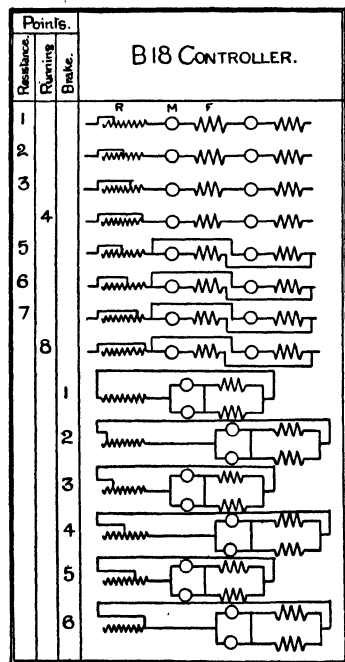 Points.
Resistance.
Running
Brake.
B18 CONTROLLER.
R M F
1
2
3
4
5
6
7
8
1
2
3
4
5
6